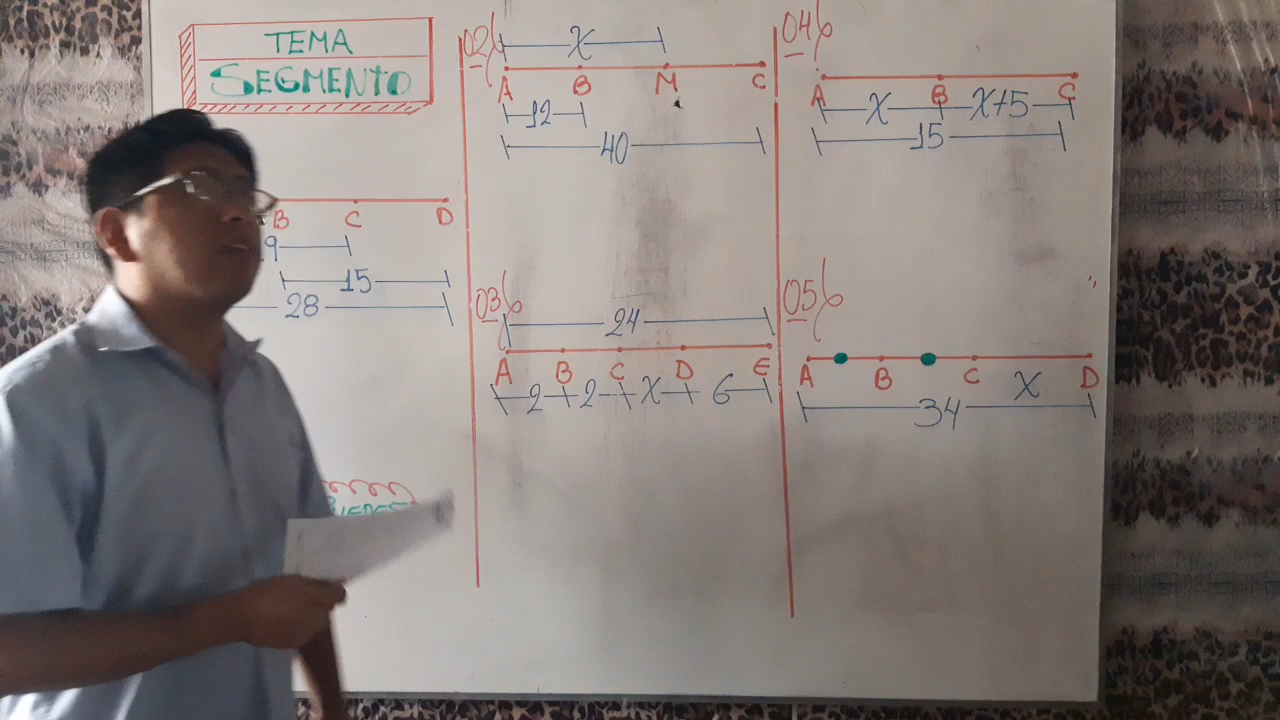 TEMA
SEGMENTO
B C D
9
15
28
02
X
A B M C
12
40
03
24
A B C D E
2 2 X 6
04
A B C
X X+5
15
05
A B C D
X
34